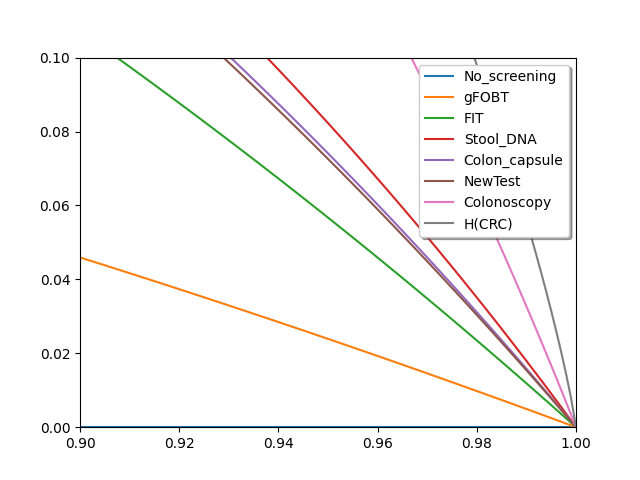 0.10
0.08
0.06
0.04
0.02
0.00
0.90
0.92
0.94
0.96
0.98
1.00
No_screening
gFOBT
FIT
Stool_DNA
Colon_capsule
NewTest
Colonoscopy
H(CRC)